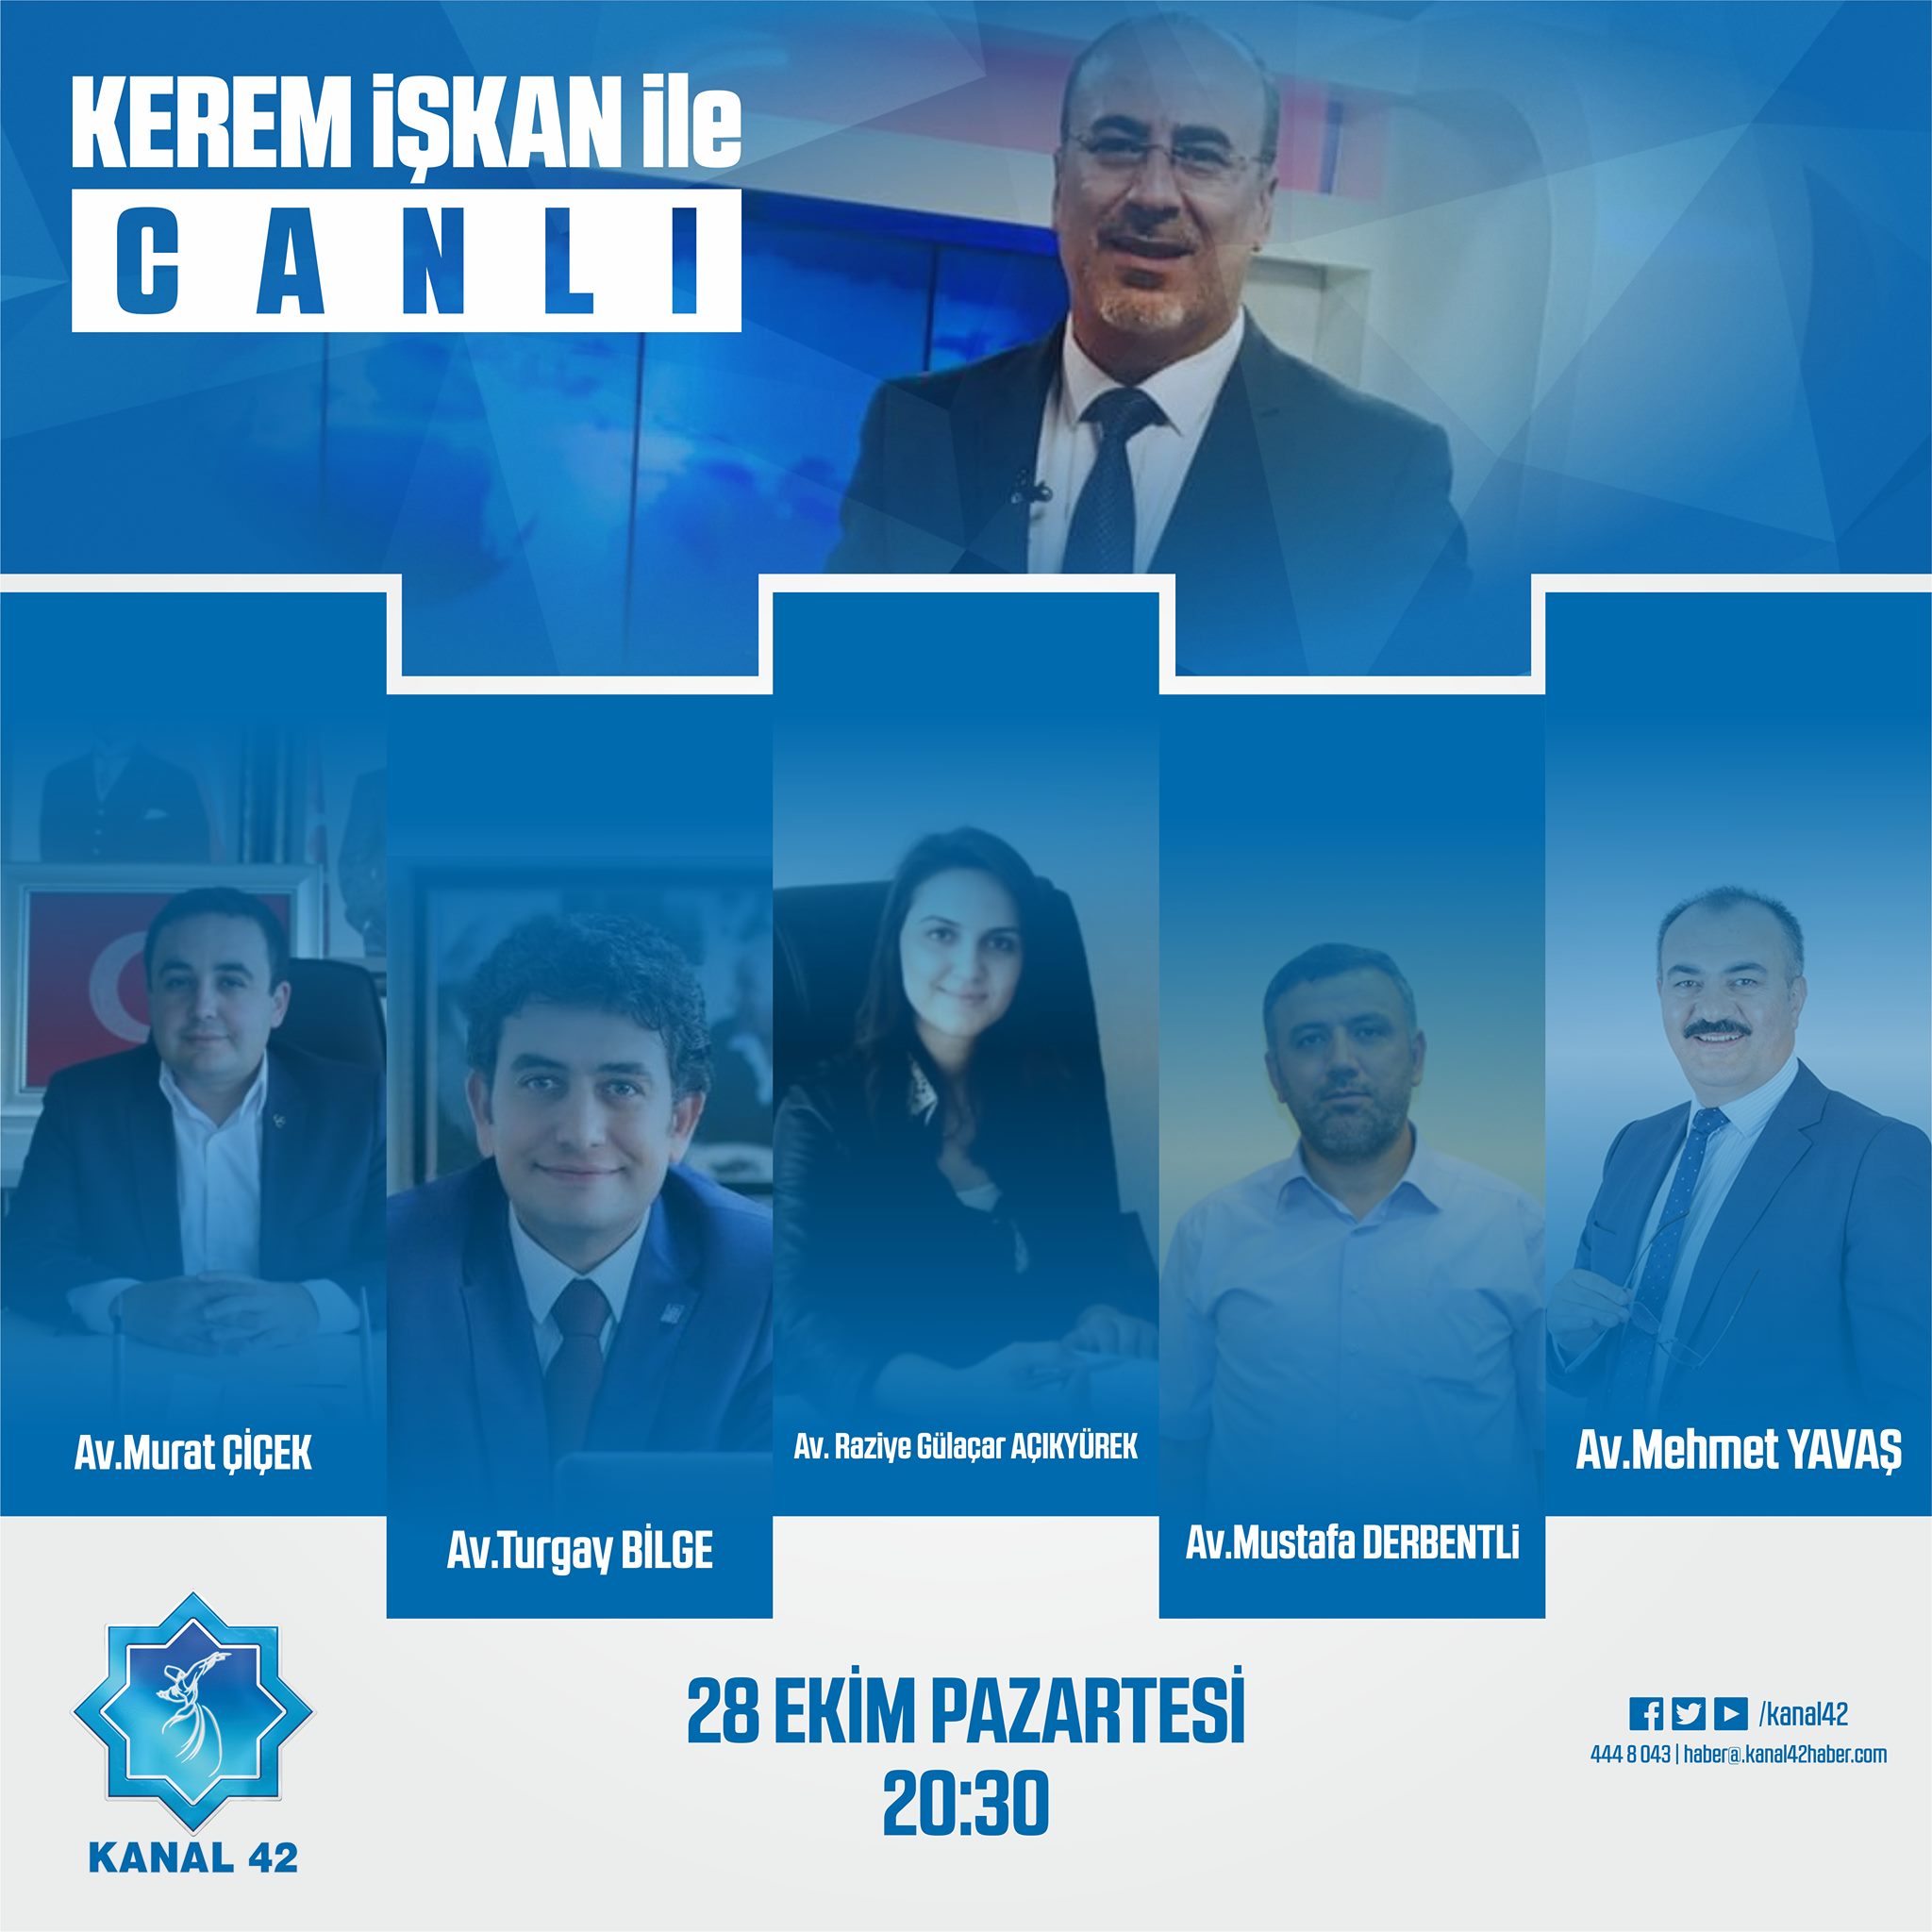 KEREM İŞKAN ile
CANLI
Av.Murat ÇİÇEK
Av.Turgay BİLGE
Av. Raziye Gülaçar AÇIKYÜREK
Av.Mustafa DERBENTLi
Av.Mehmet YAVAŞ
KANAL 42
28 EKİM PAZARTESİ
20:30
/kanal42
444 8 043 | haber@.kanal42haber.com